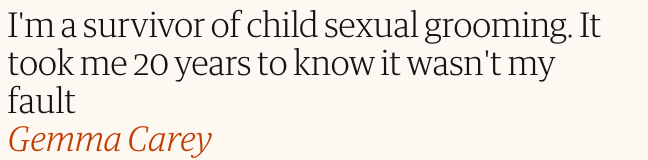 I'm a survivor of child sexual grooming. It
took me 20 years to know it wasn't my
fault
Gemma Carey